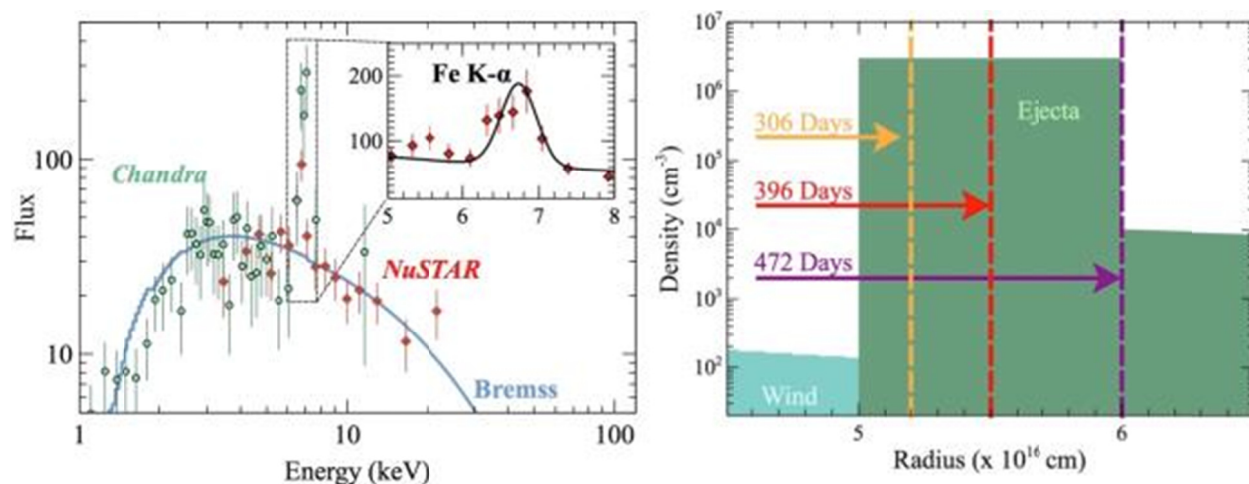 Flux
100
10
1
10
100
Energy (keV)
Chandra
NuSTAR
Bremss
Fe K-α
200
100
5
6
7
8
Density (cm⁻³)
10⁷
10⁶
10⁵
10⁴
10³
10²
306 Days
396 Days
472 Days
Ejecta
Wind
5
6
Radius (x 10¹⁶ cm)